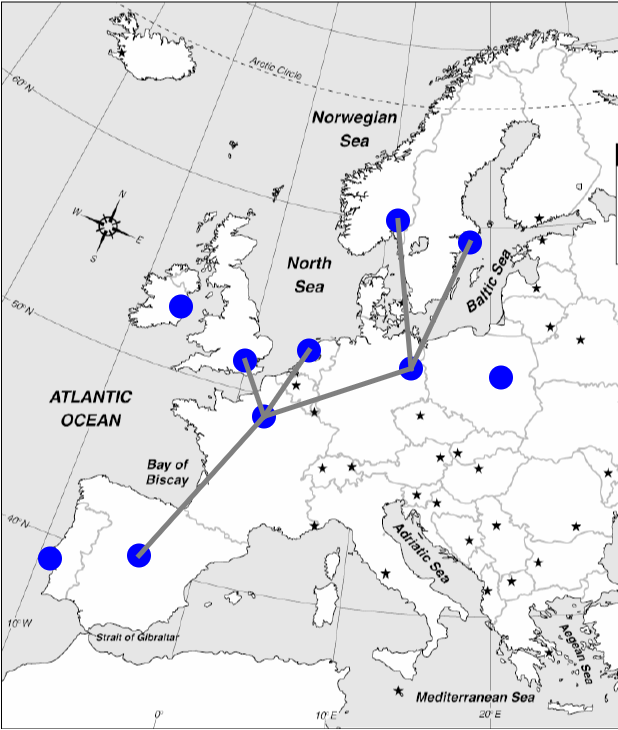 Arctic Circle
60°N
Norwegian
Sea
N
W
E
S
North
Sea
Baltic Sea
50°N
ATLANTIC
OCEAN
Bay of
Biscay
40°N
Adriatic Sea
10°W
Strait of Gibraltar
Aegean Sea
Mediterranean Sea
0°
10°E
20°E